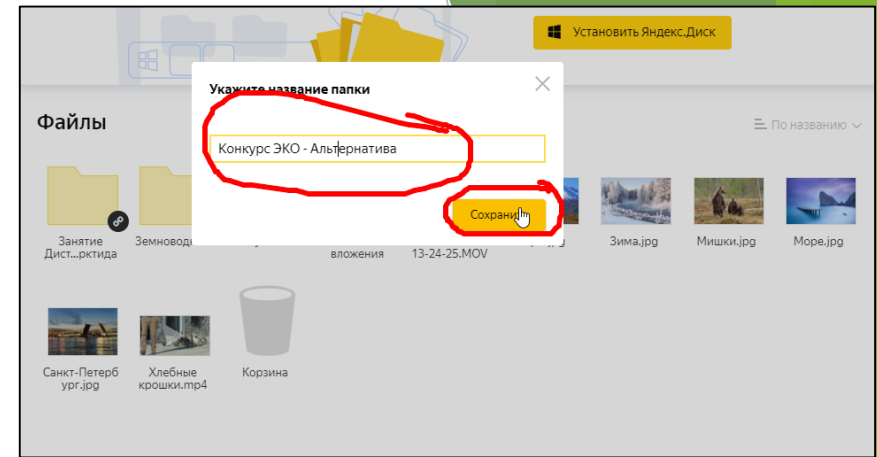 Установить Яндекс.Диск
Укажите название папки
Файлы
По названию
Конкурс ЭКО - Альтернатива
Сохрани
Занятие
Дист...рктида
Земноводн
вложения
13-24-25.MOV
Зима.jpg
Мишки.jpg
Море.jpg
Санкт-Петерб
ург.jpg
Хлебные
крошки.mp4
Корзина